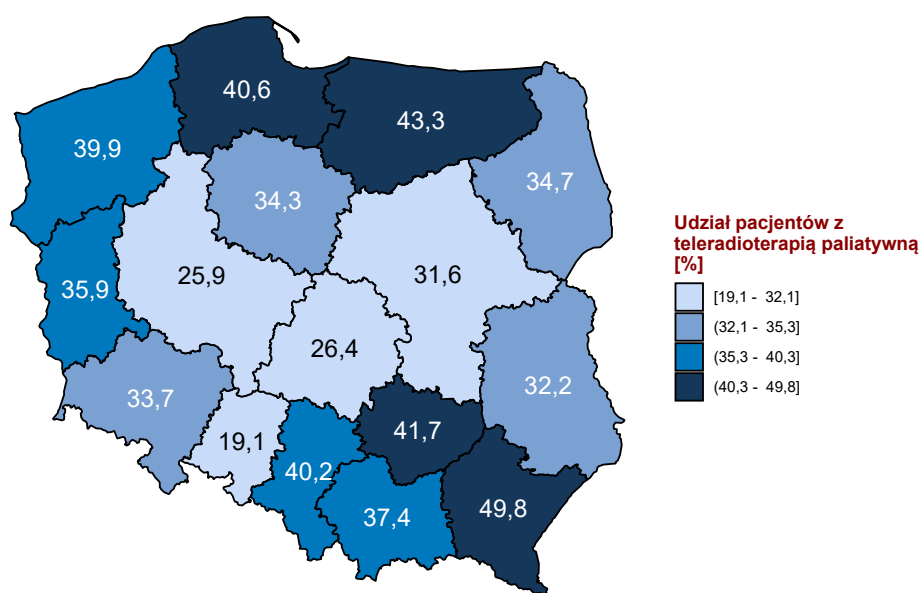 40,6
43,3
39,9
34,7
34,3
25,9
31,6
35,9
26,4
33,7
32,2
19,1
41,7
40,2
37,4
49,8
Udział pacjentów z
teleradioterapią paliatywną
[%]
[19,1 - 32,1]
(32,1 - 35,3]
(35,3 - 40,3]
(40,3 - 49,8]